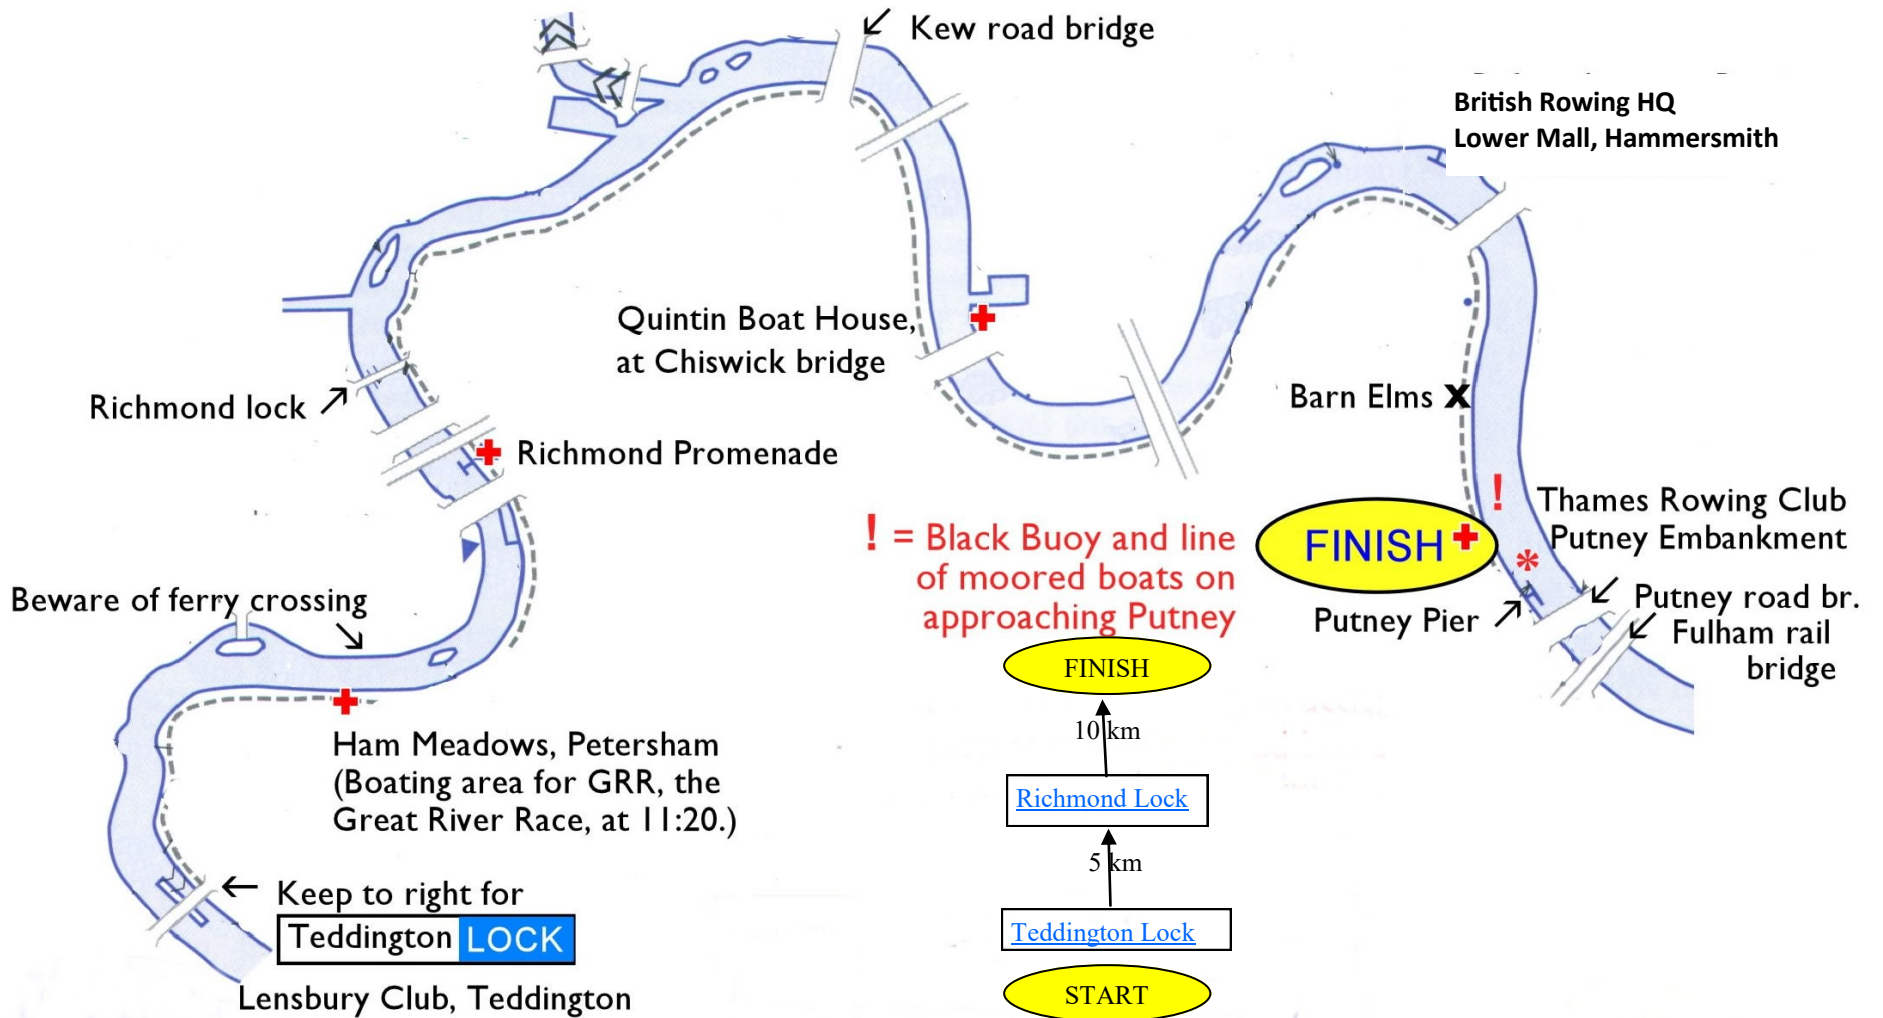 Kew road bridge
British Rowing HQ
Lower Mall, Hammersmith
Quintin Boat House,
at Chiswick bridge
Richmond lock
Barn Elms X
Richmond Promenade
! = Black Buoy and line
of moored boats on
approaching Putney
FINISH
!
Thames Rowing Club
Putney Embankment
*
Beware of ferry crossing
Putney Pier
Putney road br.
Fulham rail
bridge
FINISH
10 km
Richmond Lock
5 km
Teddington Lock
START
Ham Meadows, Petersham
(Boating area for GRR, the
Great River Race, at 11:20.)
Keep to right for
Teddington LOCK
Lensbury Club, Teddington